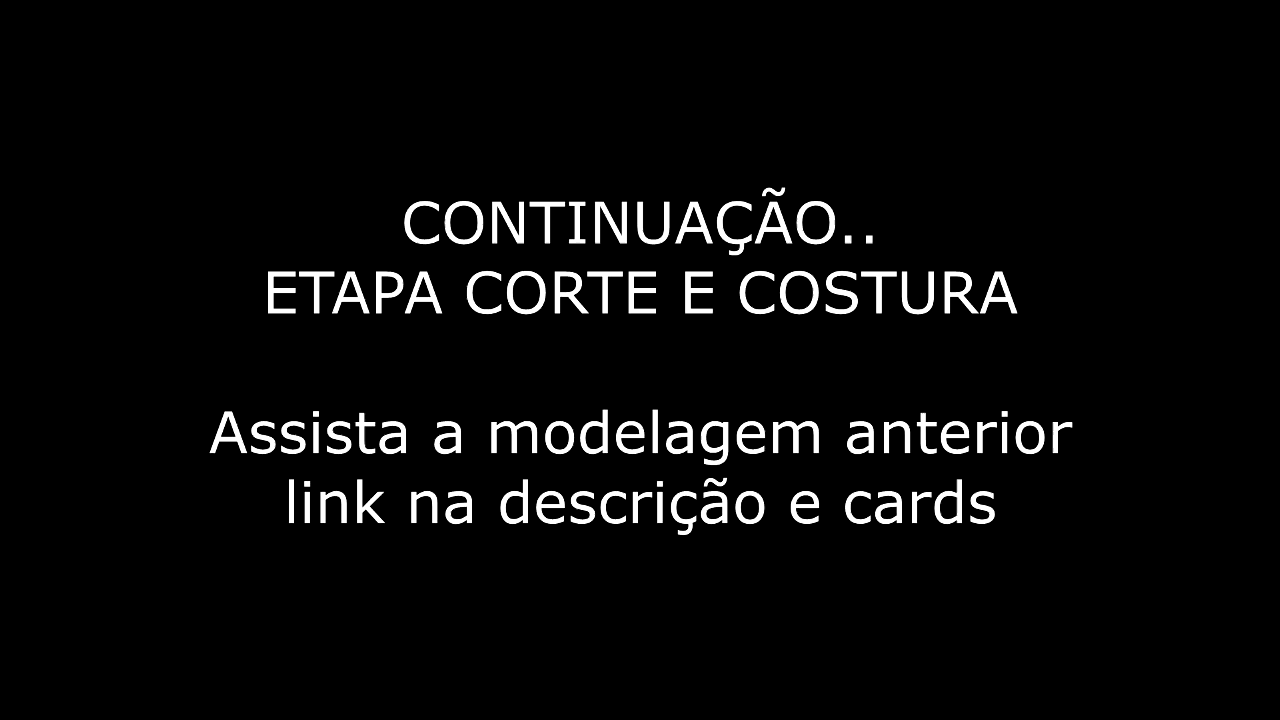 CONTINUAÇÃO..
ETAPA CORTE E COSTURA
Assista a modelagem anterior
link na descrição e cards